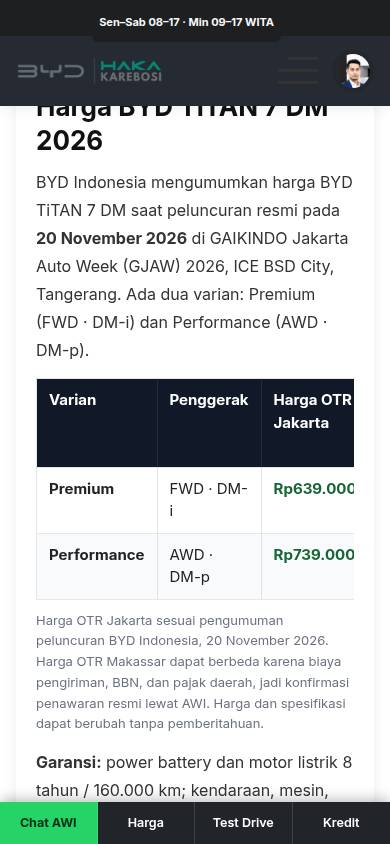 Sen–Sab 08–17 · Min 09–17 WITA
BYD HAKA
KAREBOSI
Harga BYD TiTAN 7 DM
2026
BYD Indonesia mengumumkan harga BYD
TiTAN 7 DM saat peluncuran resmi pada
20 November 2026 di GAIKINDO Jakarta
Auto Week (GJAW) 2026, ICE BSD City,
Tangerang. Ada dua varian: Premium
(FWD · DM-i) dan Performance (AWD ·
DM-p).
Varian Penggerak Harga OTR
Jakarta
Premium FWD · DM-
i Rp639.000
Performance AWD ·
DM-p Rp739.000
Harga OTR Jakarta sesuai pengumuman
peluncuran BYD Indonesia, 20 November 2026.
Harga OTR Makassar dapat berbeda karena biaya
pengiriman, BBN, dan pajak daerah, jadi konfirmasi
penawaran resmi lewat AWI. Harga dan spesifikasi
dapat berubah tanpa pemberitahuan.
Garansi: power battery dan motor listrik 8
tahun / 160.000 km; kendaraan, mesin,
Chat AWI Harga Test Drive Kredit